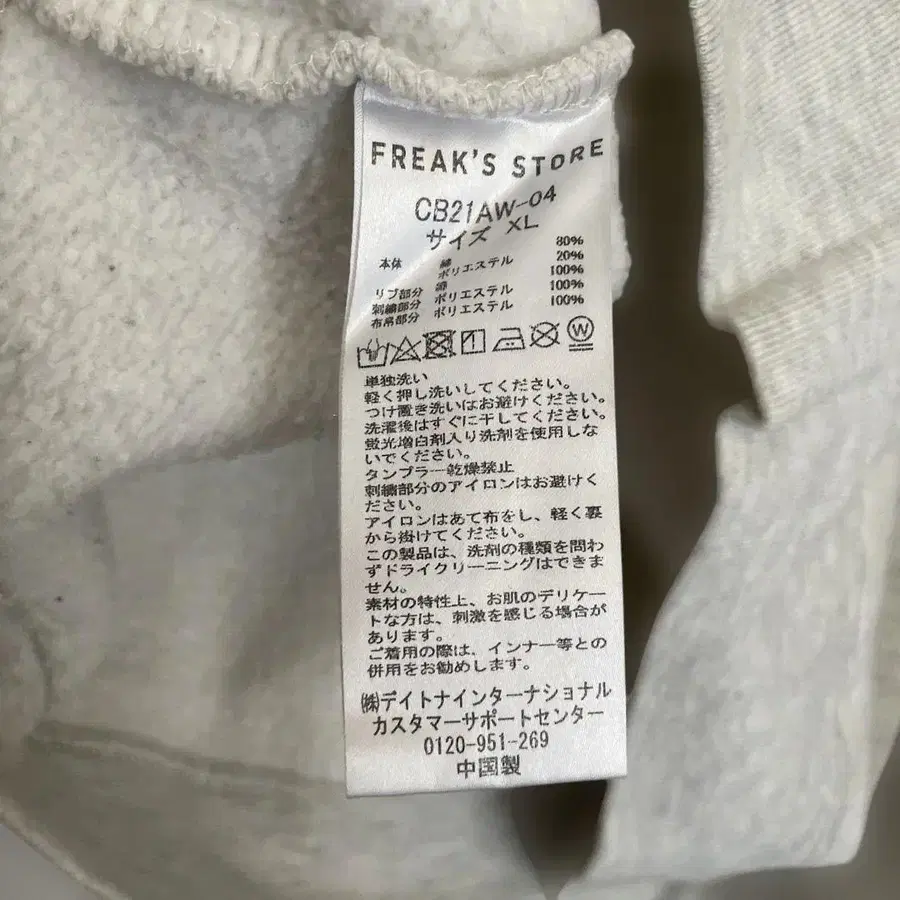 FREAK'S STORE
CB21AW-04
サイズ XL
本体 綿 80%
ポリエステル 20%
リブ部分 綿 100%
刺繍部分 ポリエステル 100%
布帛部分 ポリエステル 100%
W
単独洗い
軽く押し洗いしてください。
つけ置き洗いはお避けください。
洗濯後はすぐに干してください。
蛍光増白剤入り洗剤を使用しな
いでください。
タンブラー乾燥禁止
刺繍部分のアイロンはお避けく
ださい。
アイロンはあて布をし、軽く裏
から掛けてください。
この製品は、洗剤の種類を問わ
ずドライクリーニングはできま
せん。
素材の特性上、お肌のデリケー
トな方は、刺激を感じる場合が
あります。
ご着用の際は、インナー等との
併用をお勧めします。
㈱デイトナインターナショナル
カスタマーサポートセンター
0120-951-269
中国製